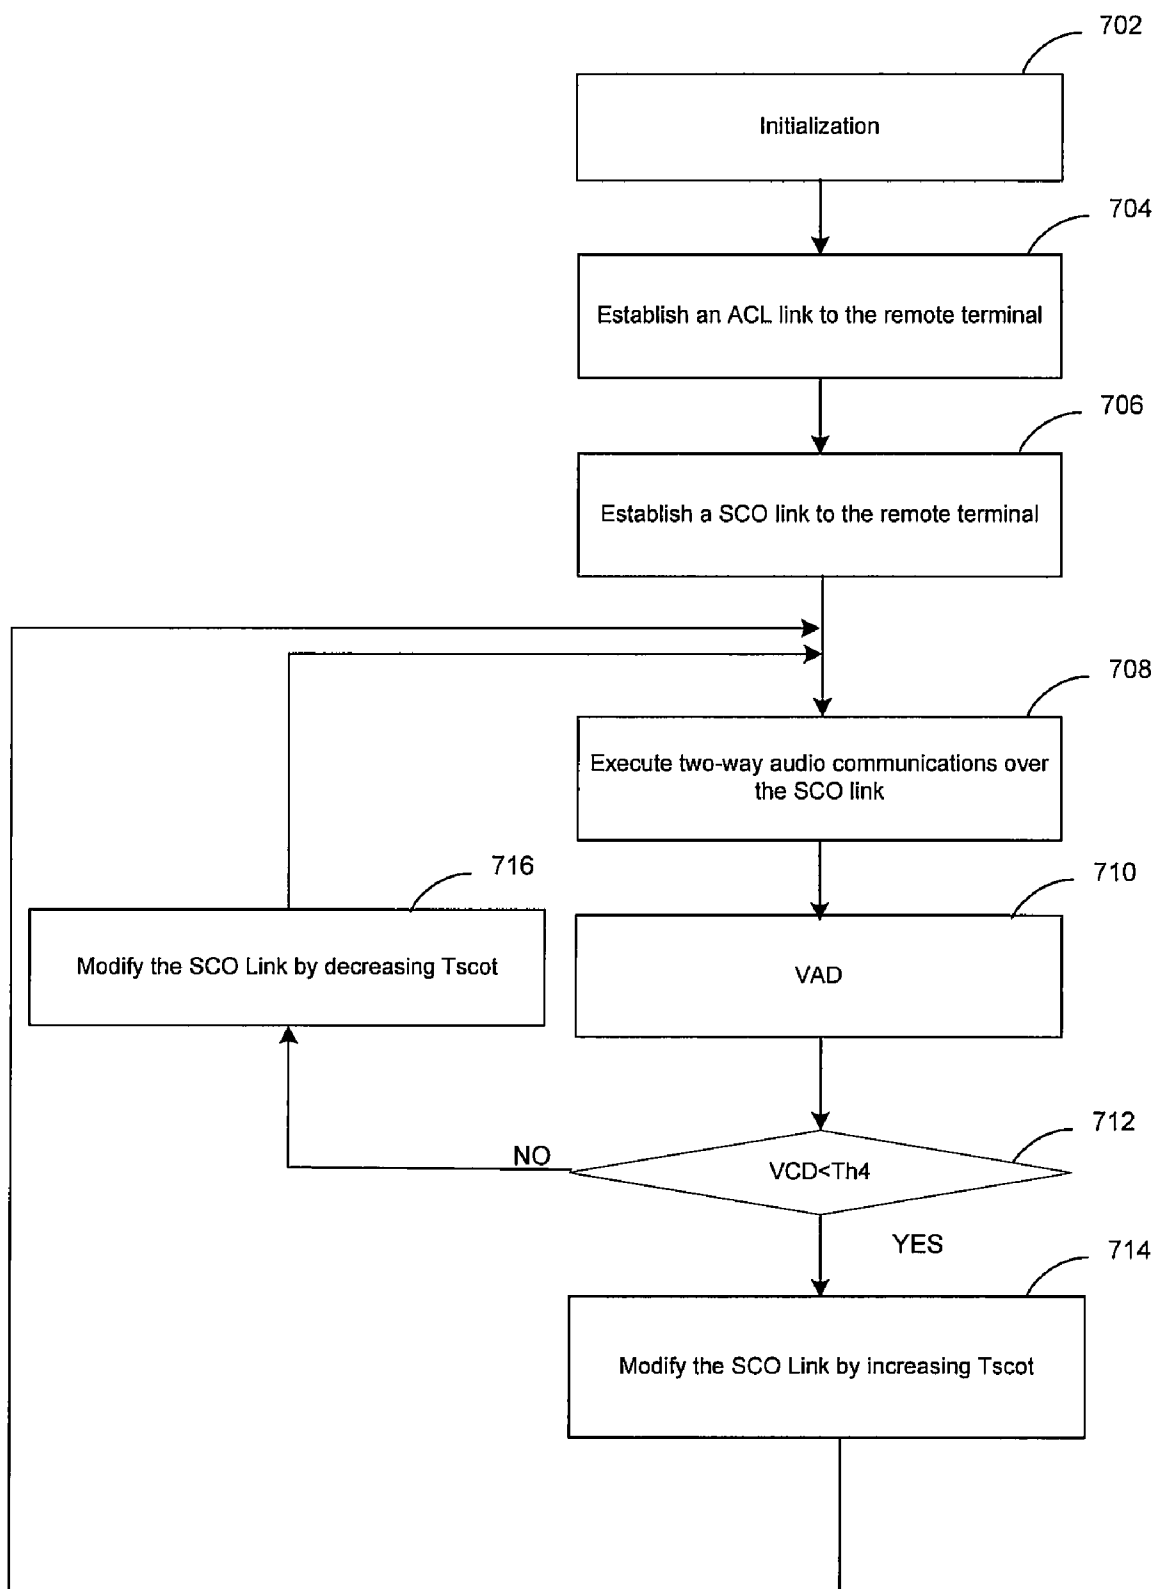 702
Initialization
704
Establish an ACL link to the remote terminal
706
Establish a SCO link to the remote terminal
708
Execute two-way audio communications over
the SCO link
716
Modify the SCO Link by decreasing Tscot
710
VAD
712
NO
VCD<Th4
YES
714
Modify the SCO Link by increasing Tscot